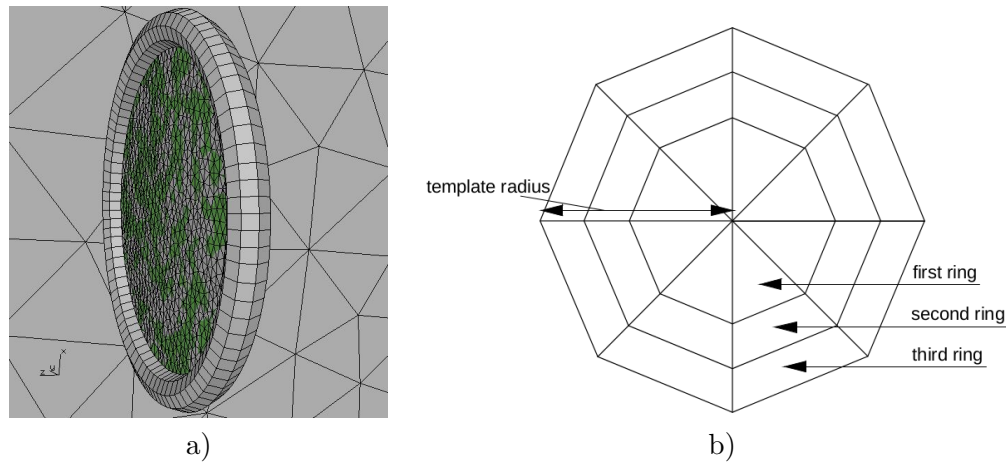 template radius
first ring
second ring
third ring
z
x
a)
b)